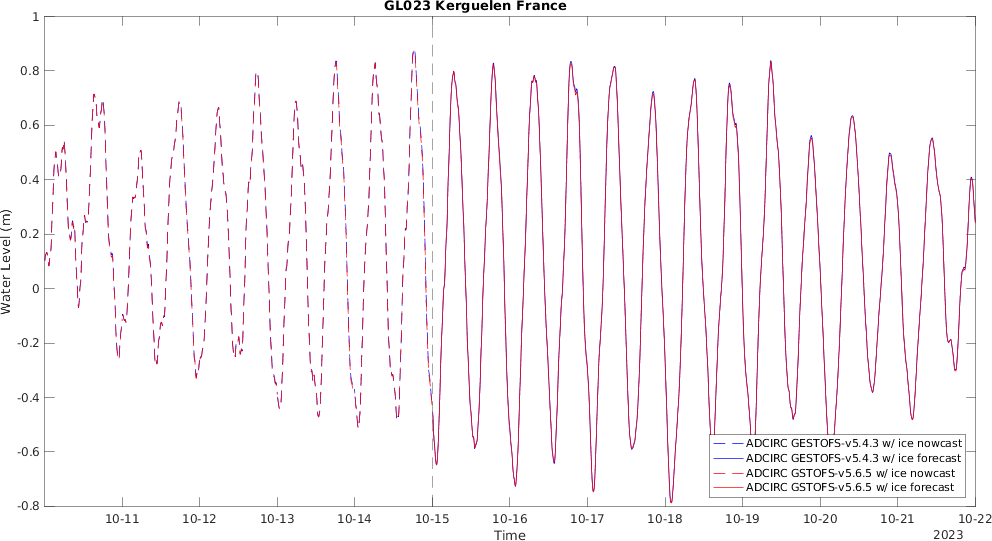 GL023 Kerguelen France
Water Level (m)
1
0.8
0.6
0.4
0.2
0
-0.2
-0.4
-0.6
-0.8
ADCIRC GESTOFS-v5.4.3 w/ ice nowcast
ADCIRC GESTOFS-v5.4.3 w/ ice forecast
ADCIRC GSTOFS-v5.6.5 w/ ice nowcast
ADCIRC GSTOFS-v5.6.5 w/ ice forecast
10-11 10-12 10-13 10-14 10-15 10-16 10-17 10-18 10-19 10-20 10-21 10-22
Time
2023